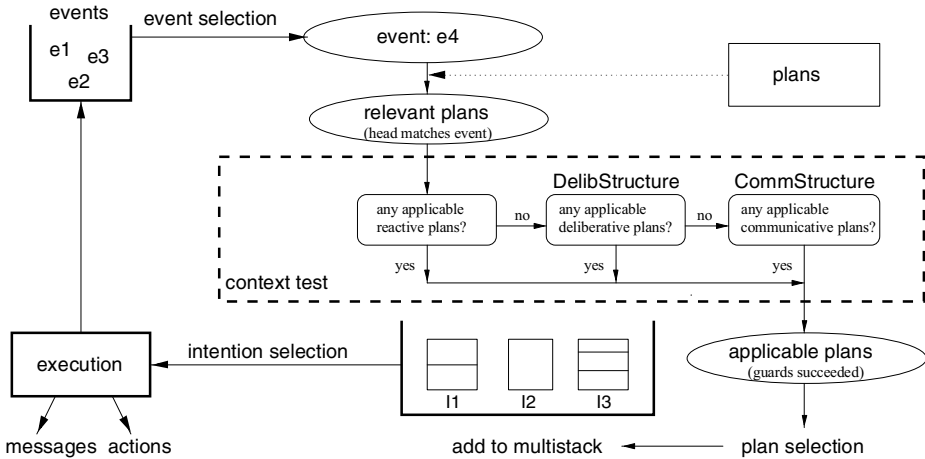 events
e1
e3
e2
event selection
event: e4
plans
relevant plans
(head matches event)
DelibStructure
CommStructure
any applicable
reactive plans?
no
any applicable
deliberative plans?
no
any applicable
communicative plans?
yes
yes
yes
context test
execution
intention selection
I1
I2
I3
applicable plans
(guards succeeded)
messages
actions
add to multistack
plan selection